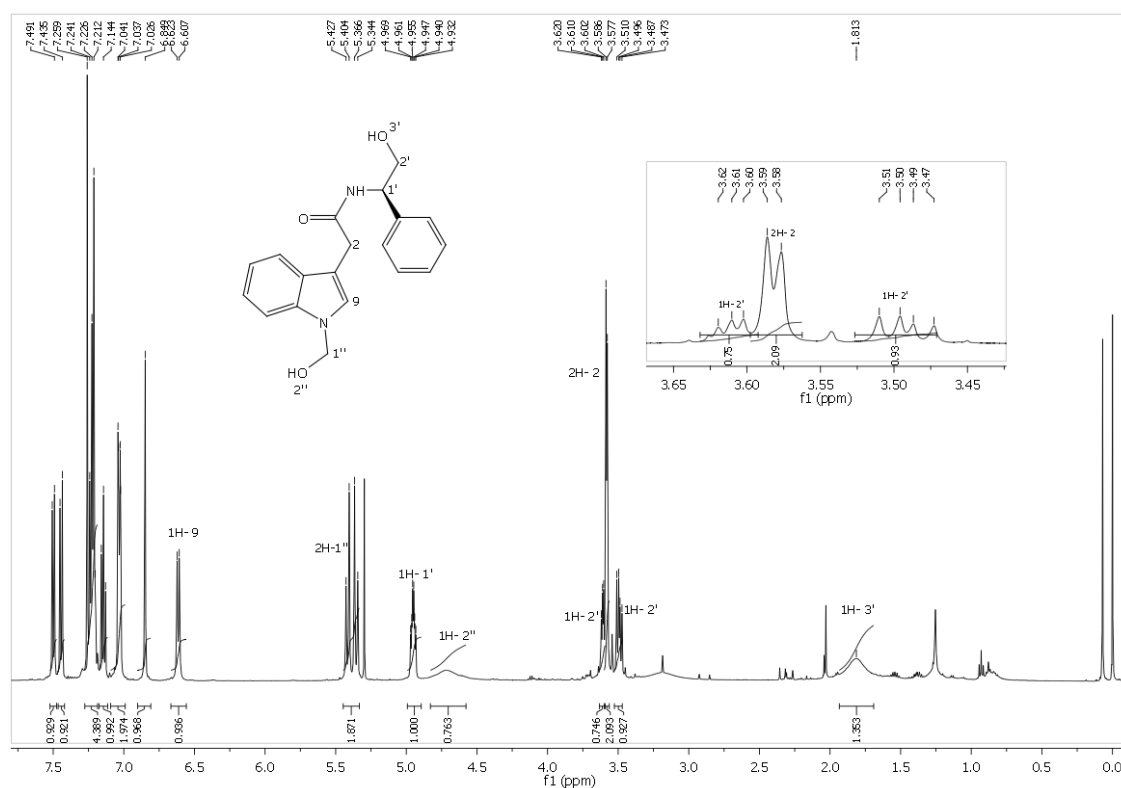 7.491 7.435 7.259 7.241 7.226 7.212 7.144 7.041 7.037 7.026 6.849 6.623 6.607
5.427 5.404 5.366 5.344 4.969 4.961 4.955 4.947 4.940 4.932
3.620 3.610 3.602 3.586 3.577 3.510 3.496 3.487 3.473
1.813
HO 3'
2'
NH 1'
O
2
9
N
1''
HO
2''
3.62 3.61 3.60 3.59 3.58 3.51 3.50 3.49 3.47
2H-2
1H-2'
1H-2'
0.75 2.09 0.93
3.65 3.60 3.55 3.50 3.45
f1 (ppm)
2H-2
1H-9
2H-1''
1H-1'
1H-2''
1H-2'
1H-2'
1H-3'
0.929 0.921 4.389 0.992 1.974 0.968 0.936 1.871 1.000 0.763 0.746 2.093 0.927 1.353
7.5 7.0 6.5 6.0 5.5 5.0 4.5 4.0 3.5 3.0 2.5 2.0 1.5 1.0 0.5 0.0
f1 (ppm)